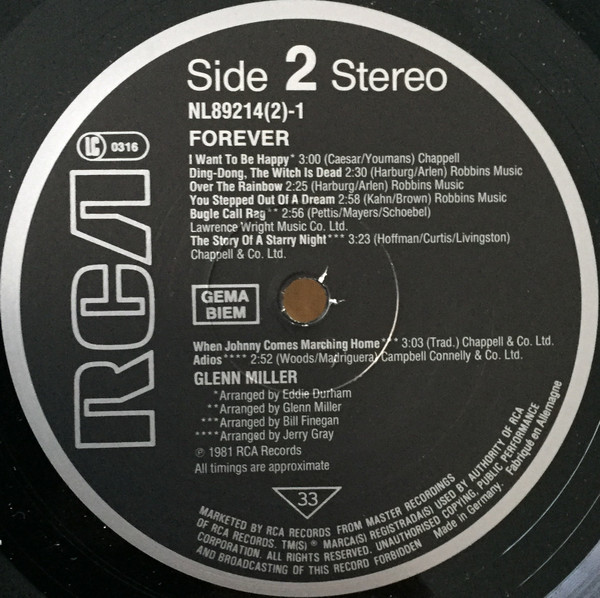 Side 2 Stereo
NL89214(2)-1
FOREVER
LC 0316
RCA
I Want To Be Happy* 3:00 (Caesar/Youmans) Chappell
Ding-Dong, The Witch Is Dead 2:30 (Harburg/Arlen) Robbins Music
Over The Rainbow 2:25 (Harburg/Arlen) Robbins Music
You Stepped Out Of A Dream 2:58 (Kahn/Brown) Robbins Music
Bugle Call Rag** 2:56 (Pettis/Mayers/Schoebel)
Lawrence Wright Music Co. Ltd.
The Story Of A Starry Night*** 3:23 (Hoffman/Curtis/Livingston)
Chappell & Co. Ltd.
GEMA
BIEM
When Johnny Comes Marching Home*** 3:03 (Trad.) Chappell & Co. Ltd.
Adios**** 2:52 (Woods/Madriguera) Campbell Connelly & Co. Ltd.
GLENN MILLER
*Arranged by Eddie Durham
**Arranged by Glenn Miller
***Arranged by Bill Finegan
****Arranged by Jerry Gray
℗ 1981 RCA Records
All timings are approximate
33
MARKETED BY RCA RECORDS FROM MASTER RECORDINGS
OF RCA RECORDS. TM(S) ® MARCA(S) REGISTRADA(S) USED BY AUTHORITY OF RCA
CORPORATION. ALL RIGHTS RESERVED. UNAUTHORISED COPYING, PUBLIC PERFORMANCE
AND BROADCASTING OF THIS RECORD FORBIDDEN Made in Germany. Fabriqué en Allemagne